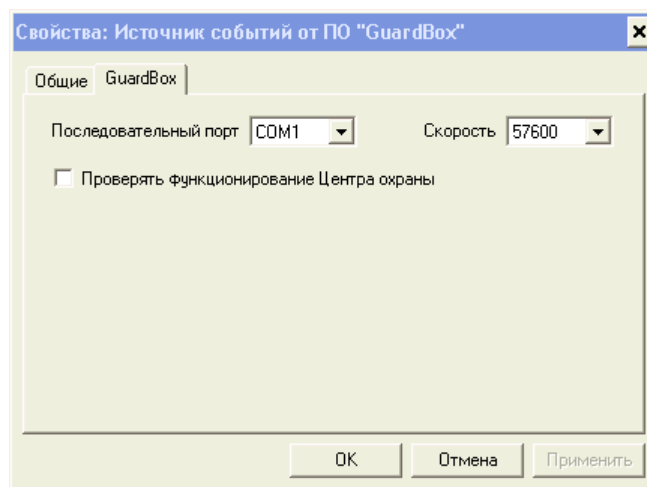 Свойства: Источник событий от ПО "GuardBox"
Общие GuardBox
Последовательный порт COM1 Скорость 57600
Проверять функционирование Центра охраны
OK Отмена Применить